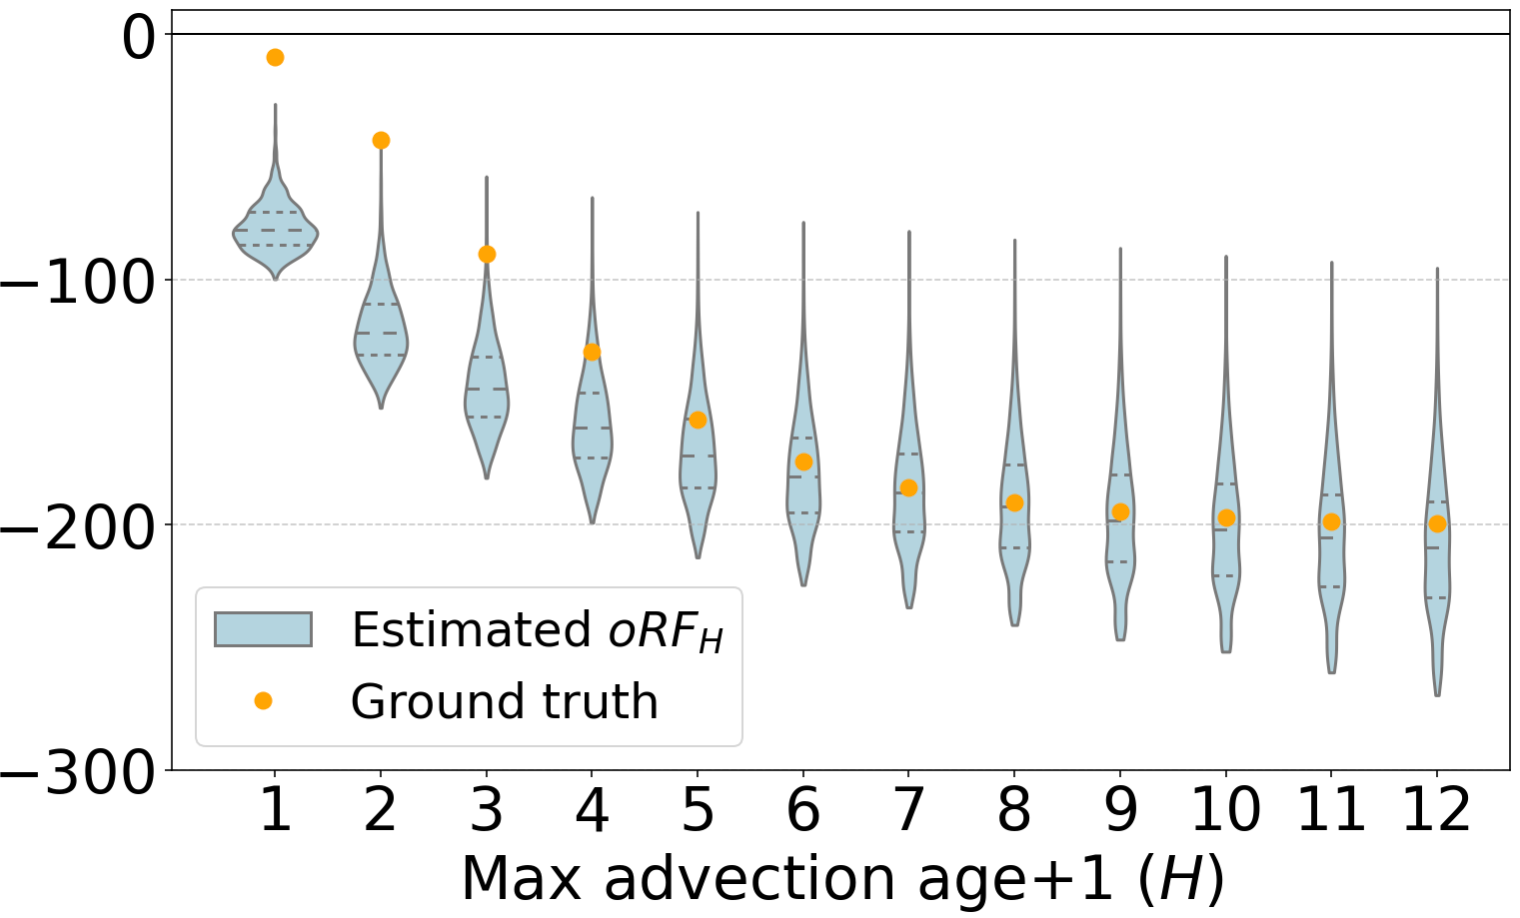 0
−100
−200
−300
Estimated oRF_H
Ground truth
1 2 3 4 5 6 7 8 9 10 11 12
Max advection age+1 (H)